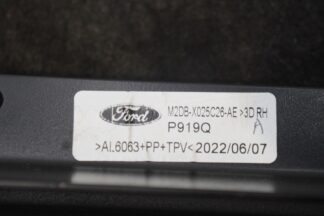 Ford
M2DB-X025C26-AE >3D RH
P919Q
A
>AL6063+PP+TPV< 2022/06/07